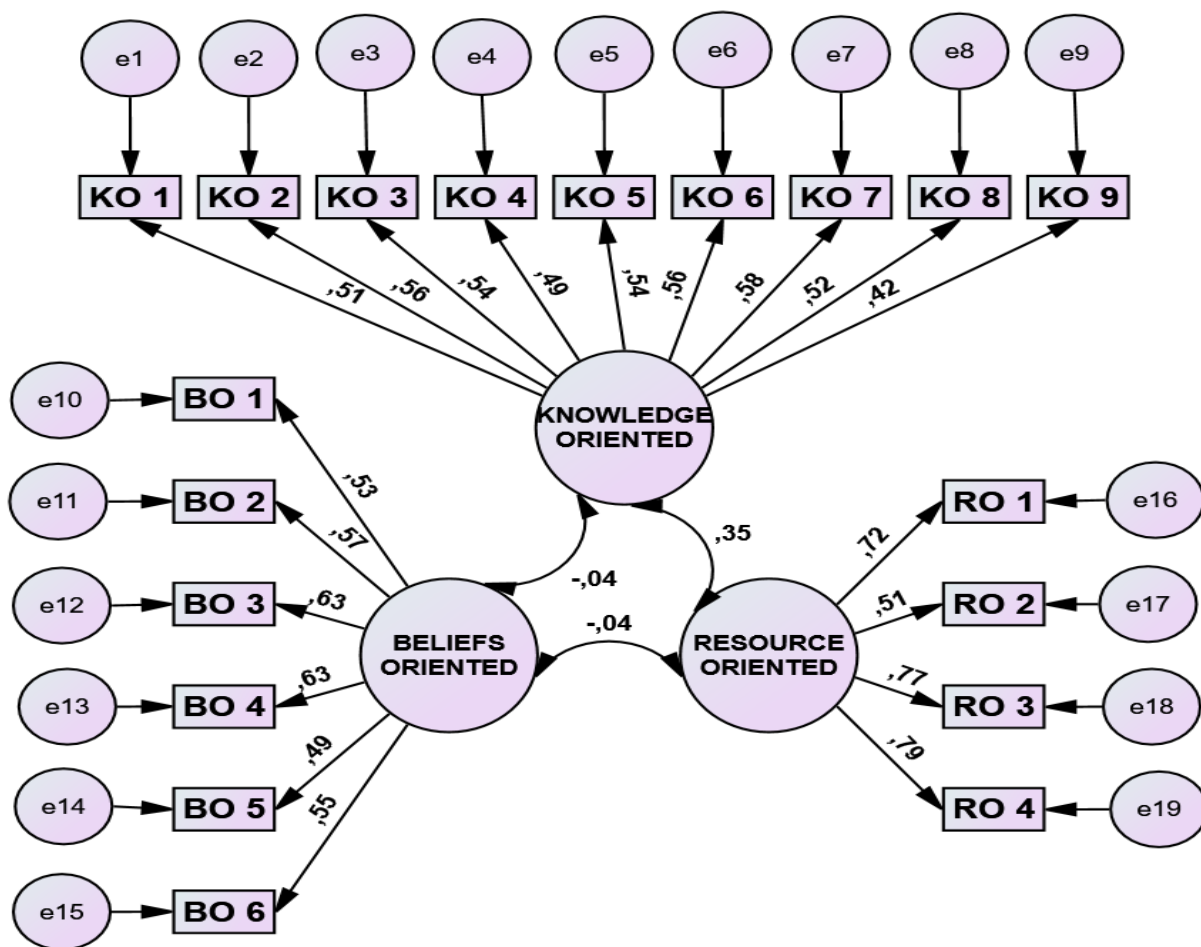 e1
e2
e3
e4
e5
e6
e7
e8
e9
KO 1
KO 2
KO 3
KO 4
KO 5
KO 6
KO 7
KO 8
KO 9
,51
,56
,54
,49
,54
,56
,58
,52
,42
KNOWLEDGE
ORIENTED
e10
BO 1
e11
BO 2
e12
BO 3
e13
BO 4
e14
BO 5
e15
BO 6
,53
,57
,63
,63
,49
,55
BELIEFS
ORIENTED
-,04
-,04
,35
RESOURCE
ORIENTED
,72
,51
,77
,79
RO 1
e16
RO 2
e17
RO 3
e18
RO 4
e19